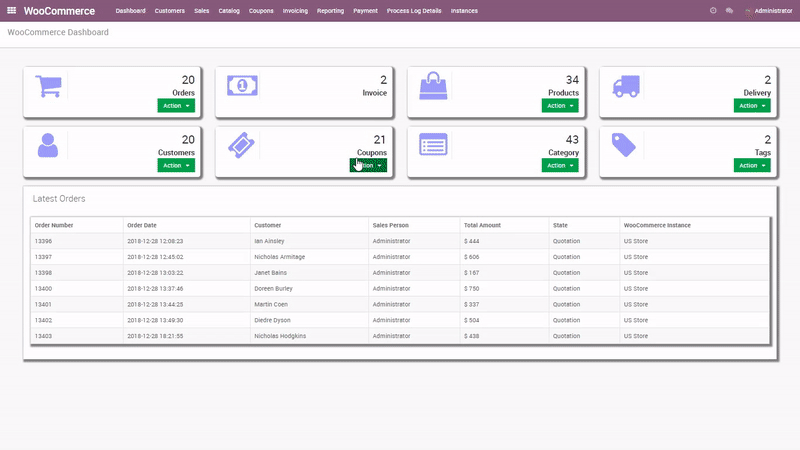 WooCommerce Dashboard Customers Sales Catalog Coupons Invoicing Reporting Payment Process Log Details Instances Administrator
WooCommerce Dashboard
20 Orders Action
2 Invoice
34 Products Action
2 Delivery Action
20 Customers Action
21 Coupons
43 Category Action
2 Tags Action
Latest Orders
Order Number Order Date Customer Sales Person Total Amount State WooCommerce Instance
13396 2018-12-28 12:08:23 Ian Ainsley Administrator $ 444 Quotation US Store
13397 2018-12-28 12:45:02 Nicholas Armitage Administrator $ 606 Quotation US Store
13398 2018-12-28 13:03:22 Janet Bains Administrator $ 167 Quotation US Store
13400 2018-12-28 13:37:46 Doreen Burley Administrator $ 750 Quotation US Store
13401 2018-12-28 13:44:25 Martin Coen Administrator $ 337 Quotation US Store
13402 2018-12-28 13:49:30 Diedre Dyson Administrator $ 504 Quotation US Store
13403 2018-12-28 18:21:55 Nicholas Hodgkins Administrator $ 438 Quotation US Store